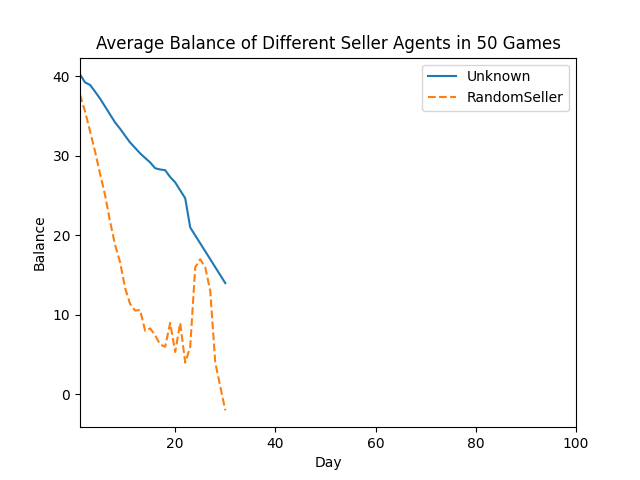 Average Balance of Different Seller Agents in 50 Games
Unknown
RandomSeller
Balance
40
30
20
10
0
20 40 60 80 100
Day